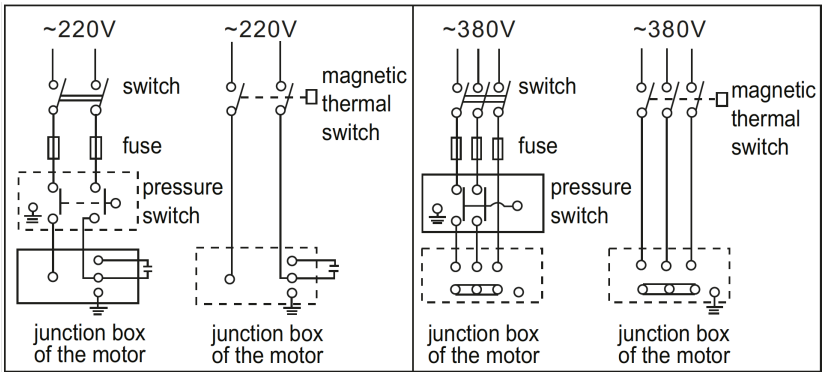 ~220V
switch
fuse
pressure
switch
junction box
of the motor
~220V
magnetic
thermal
switch
junction box
of the motor
~380V
switch
fuse
pressure
switch
junction box
of the motor
~380V
magnetic
thermal
switch
junction box
of the motor